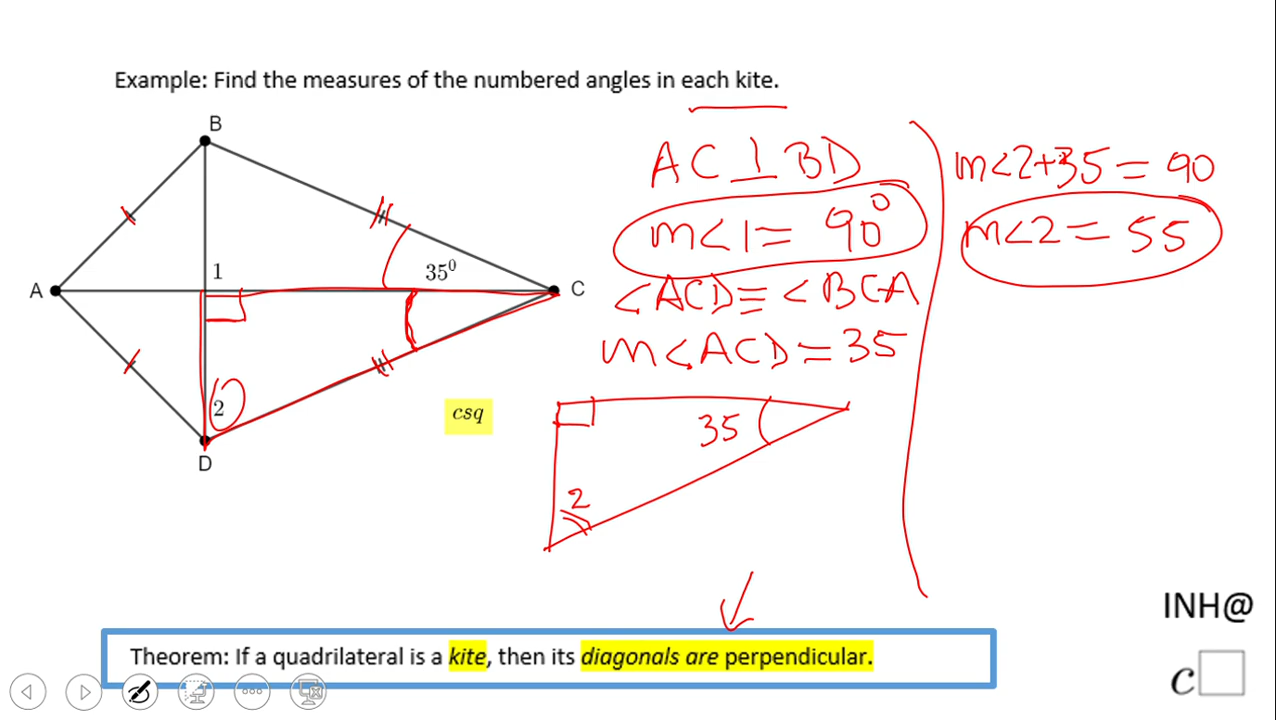 Example: Find the measures of the numbered angles in each kite.
B
AC ⊥ BD
m<2+35 = 90
m<1 = 90⁰
m<2 = 55
1
35⁰
A
C
<ACD ≅ <BCA
m<ACD = 35
2
csq
35
D
2
INH@
Theorem: If a quadrilateral is a kite, then its diagonals are perpendicular.
c